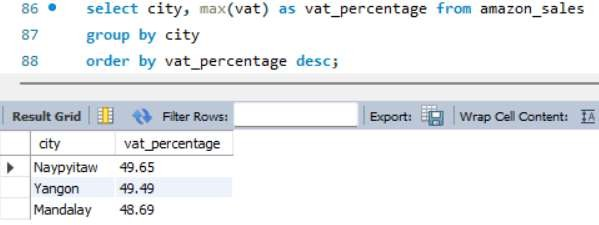 86 select city, max(vat) as vat_percentage from amazon_sales
87 group by city
88 order by vat_percentage desc;
Result Grid Filter Rows: Export: Wrap Cell Content:
city vat_percentage
Naypyitaw 49.65
Yangon 49.49
Mandalay 48.69